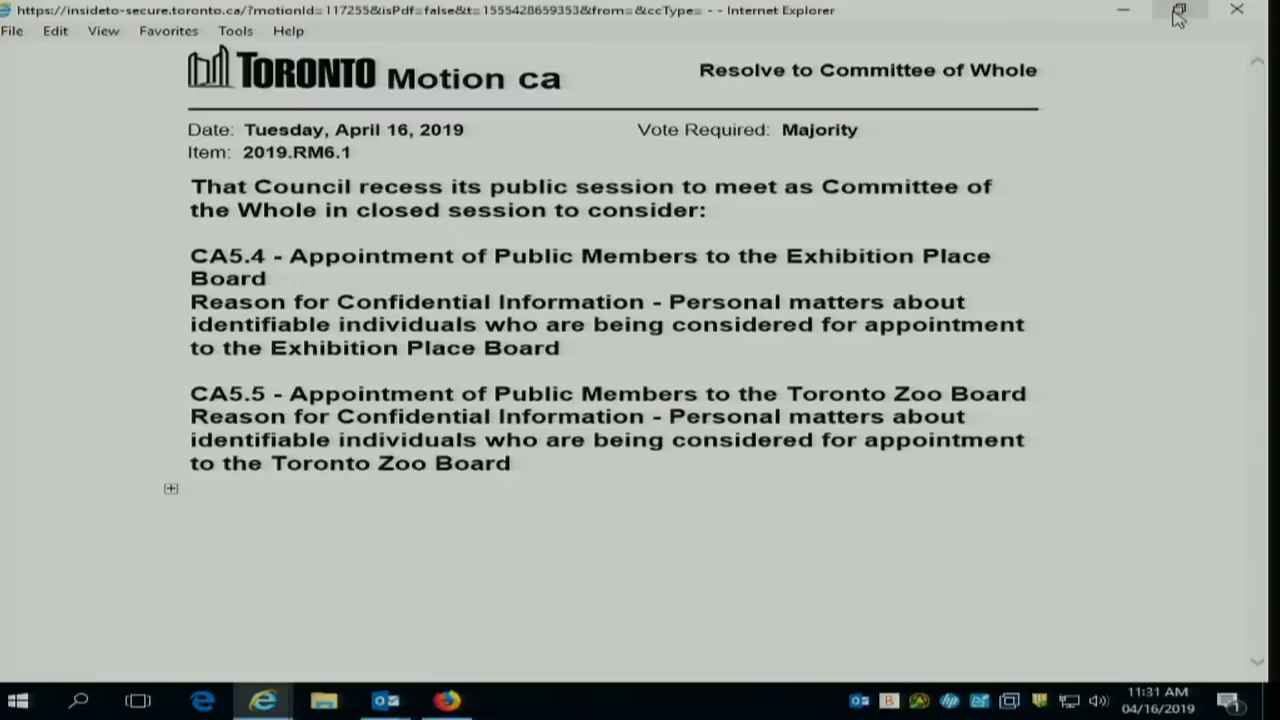 https://insideto-secure.toronto.ca/?motionId=117255&isPdf=false&t=1555428659353&from=&ccType= - - Internet Explorer
File Edit View Favorites Tools Help
TORONTO Motion ca
Resolve to Committee of Whole
Date: Tuesday, April 16, 2019
Vote Required: Majority
Item: 2019.RM6.1
That Council recess its public session to meet as Committee of
the Whole in closed session to consider:
CA5.4 - Appointment of Public Members to the Exhibition Place
Board
Reason for Confidential Information - Personal matters about
identifiable individuals who are being considered for appointment
to the Exhibition Place Board
CA5.5 - Appointment of Public Members to the Toronto Zoo Board
Reason for Confidential Information - Personal matters about
identifiable individuals who are being considered for appointment
to the Toronto Zoo Board
11:31 AM
04/16/2019